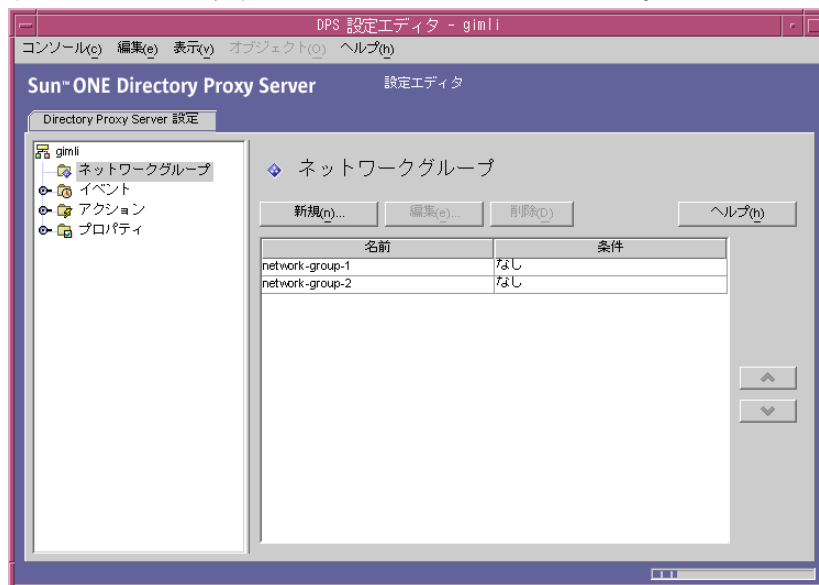 DPS 設定エディタ - gimli
コンソール(c) 編集(e) 表示(v) オブジェクト(o) ヘルプ(h)
Sun™ ONE Directory Proxy Server 設定エディタ
Directory Proxy Server 設定
gimli
ネットワークグループ
イベント
アクション
プロパティ
ネットワークグループ
新規(n)... 編集(e)... 削除(D) ヘルプ(h)
名前 条件
network-group-1 なし
network-group-2 なし